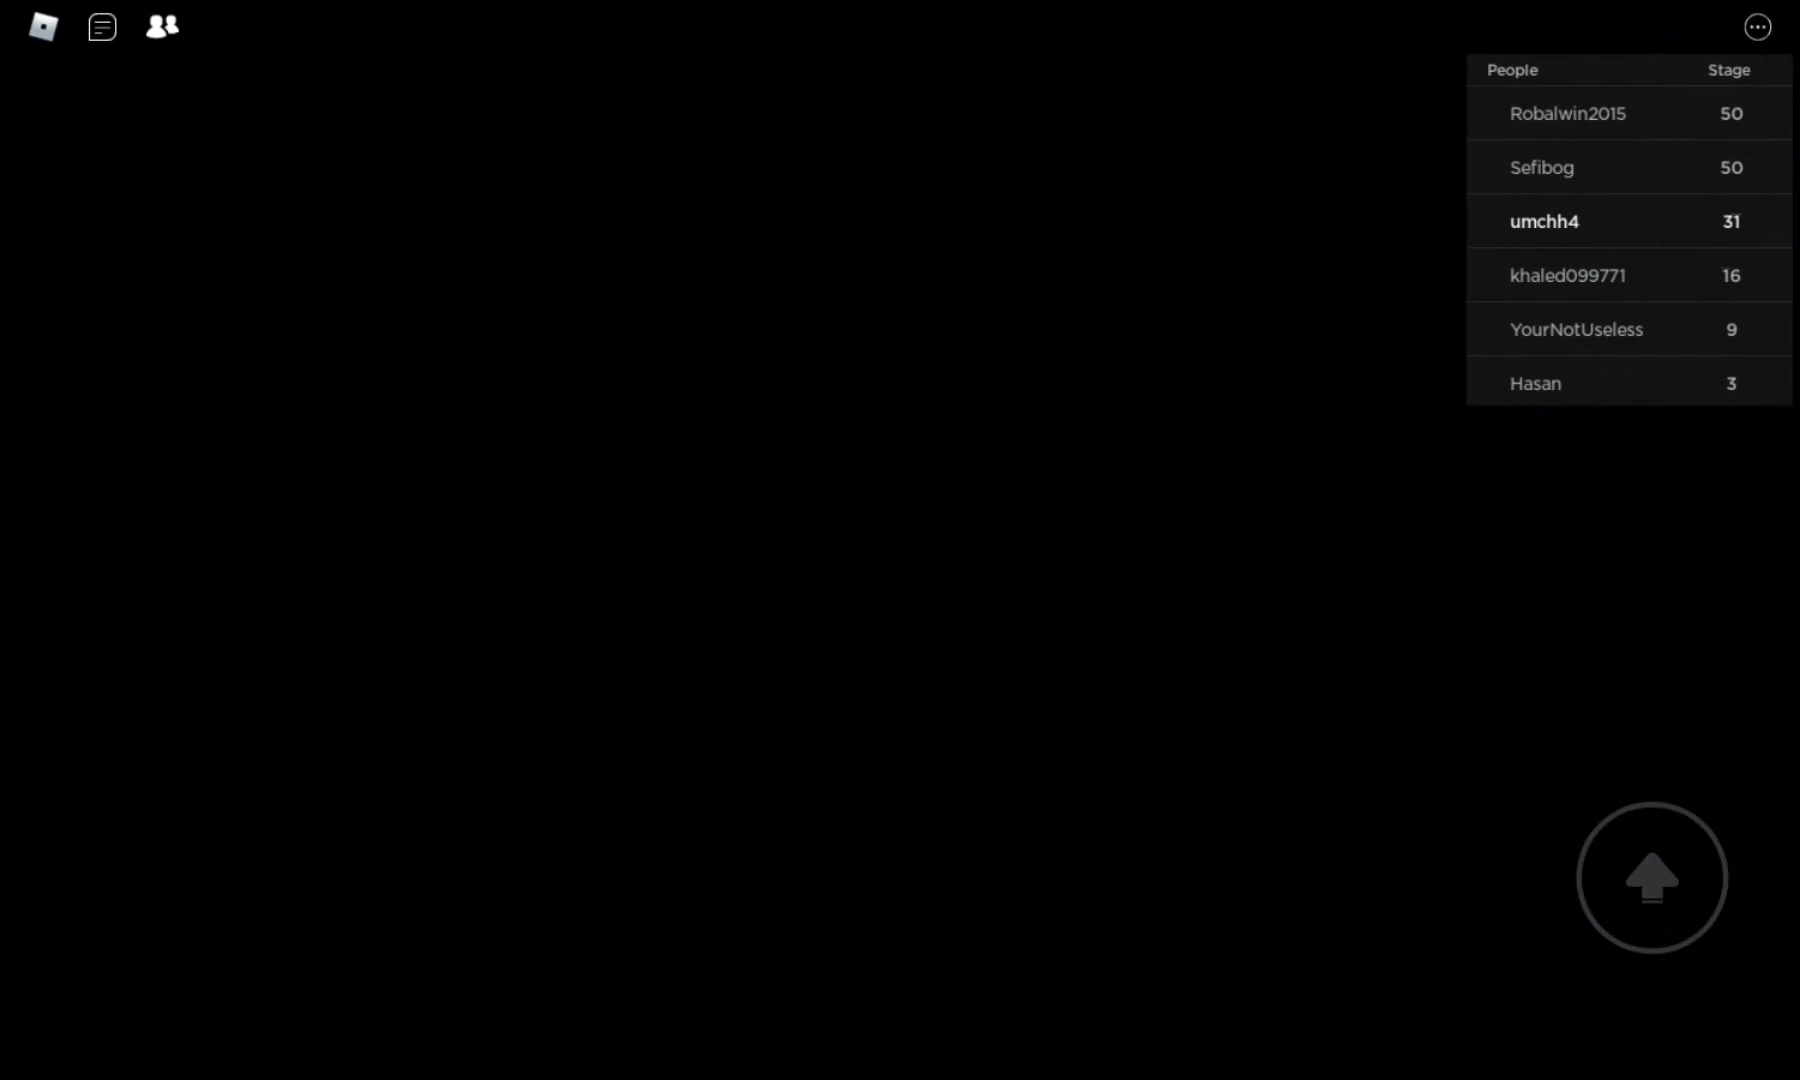 People Stage
Robalwin2015 50
Sefibog 50
umchh4 31
khaled099771 16
YourNotUseless 9
Hasan 3